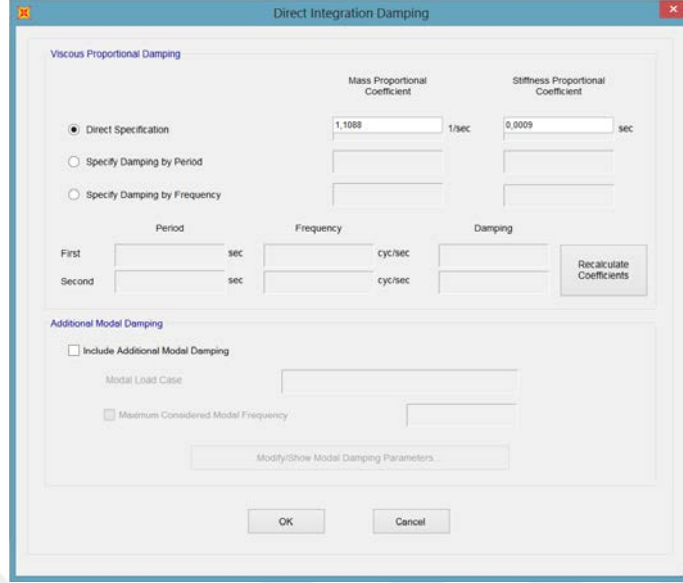 Direct Integration Damping
Viscous Proportional Damping
Mass Proportional
Coefficient
Stiffness Proportional
Coefficient
Direct Specification 1,1088 1/sec 0,0009 sec
Specify Damping by Period
Specify Damping by Frequency
Period Frequency Damping
First sec cyc/sec
Second sec cyc/sec
Recalculate
Coefficients
Additional Modal Damping
Include Additional Modal Damping
Modal Load Case
Maximum Considered Modal Frequency
Modify/Show Modal Damping Parameters...
OK Cancel